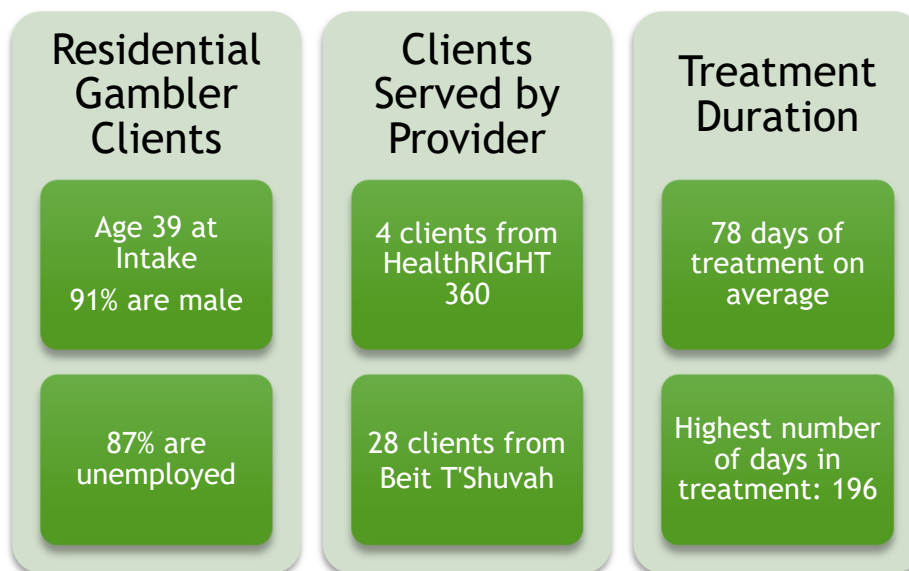 Residential
Gambler
Clients
Age 39 at
Intake
91% are male
87% are
unemployed
Clients
Served by
Provider
4 clients from
HealthRIGHT
360
28 clients from
Beit T'Shuvah
Treatment
Duration
78 days of
treatment on
average
Highest number
of days in
treatment: 196